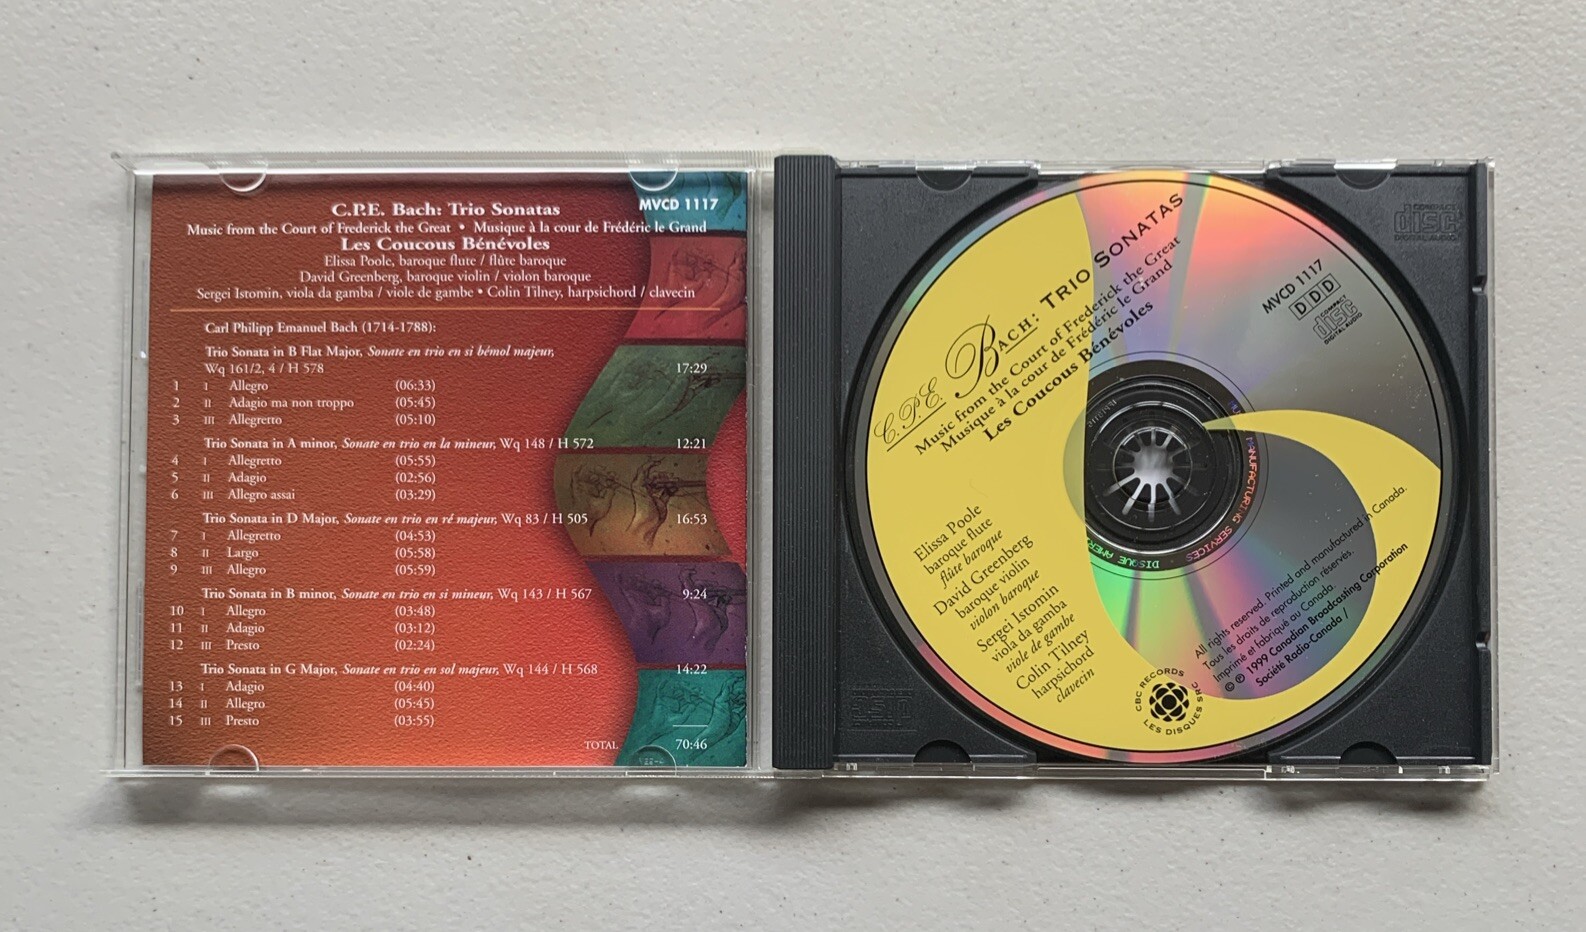 C.P.E. Bach: Trio Sonatas
MVCD 1117
Music from the Court of Frederick the Great • Musique à la cour de Frédéric le Grand
Les Coucous Bénévoles
Elissa Poole, baroque flute / flûte baroque
David Greenberg, baroque violin / violon baroque
Sergei Istomin, viola da gamba / viole de gambe • Colin Tilney, harpsichord / clavecin
Carl Philipp Emanuel Bach (1714-1788):
Trio Sonata in B Flat Major, Sonate en trio en si bémol majeur,
Wq 161/2, 4 / H 578 17:29
1 I Allegro (06:33)
2 II Adagio ma non troppo (05:45)
3 III Allegretto (05:10)
Trio Sonata in A minor, Sonate en trio en la mineur, Wq 148 / H 572 12:21
4 I Allegretto (05:55)
5 II Adagio (02:56)
6 III Allegro assai (03:29)
Trio Sonata in D Major, Sonate en trio en ré majeur, Wq 83 / H 505 16:53
7 I Allegretto (04:53)
8 II Largo (05:58)
9 III Allegro (05:59)
Trio Sonata in B minor, Sonate en trio en si mineur, Wq 143 / H 567 9:24
10 I Allegro (03:48)
11 II Adagio (03:12)
12 III Presto (02:24)
Trio Sonata in G Major, Sonate en trio en sol majeur, Wq 144 / H 568 14:22
13 I Adagio (04:40)
14 II Allegro (05:45)
15 III Presto (03:55)
TOTAL 70:46
C.P.E. Bach: Trio Sonatas
Music from the Court of Frederick the Great
Musique à la cour de Frédéric le Grand
Les Coucous Bénévoles
MVCD 1117
DDD
COMPACT
disc
DIGITAL AUDIO
Elissa Poole
baroque flute
flûte baroque
David Greenberg
baroque violin
violon baroque
Sergei Istomin
viola da gamba
viole de gambe
Colin Tilney
harpsichord
clavecin
All rights reserved. Printed and manufactured in Canada.
Tous les droits de reproduction réservés.
Imprimé et fabriqué au Canada.
© ℗ 1999 Canadian Broadcasting Corporation
Société Radio-Canada /
CBC RECORDS
LES DISQUES SRC
MANUFACTURING SERVICES
DISQUE
COMPACT
disc
DIGITAL AUDIO